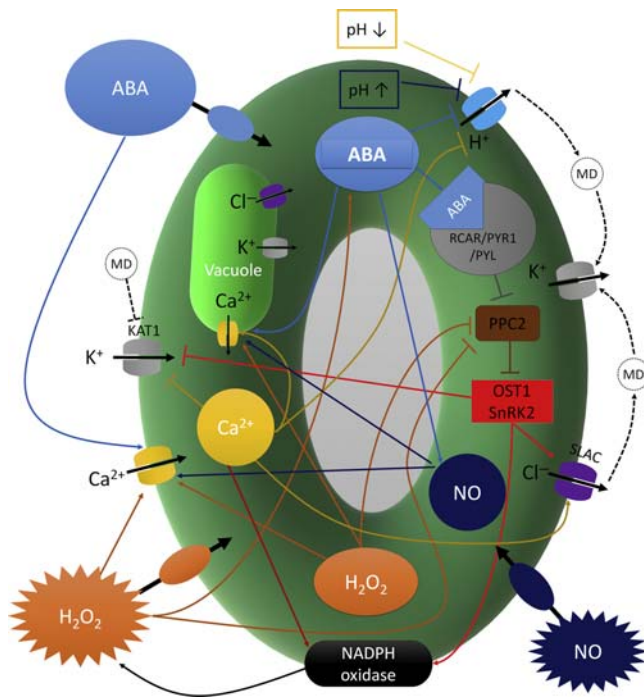 pH ↓
pH ↑
ABA
H⁺
ABA
MD
Cl⁻
ABA
RCAR/PYR1
/PYL
K⁺
Vacuole
MD
K⁺
Ca²⁺
PPC2
KAT1
K⁺
MD
OST1
SnRK2
Ca²⁺
SLAC
Cl⁻
Ca²⁺
NO
H₂O₂
H₂O₂
NO
NADPH
oxidase